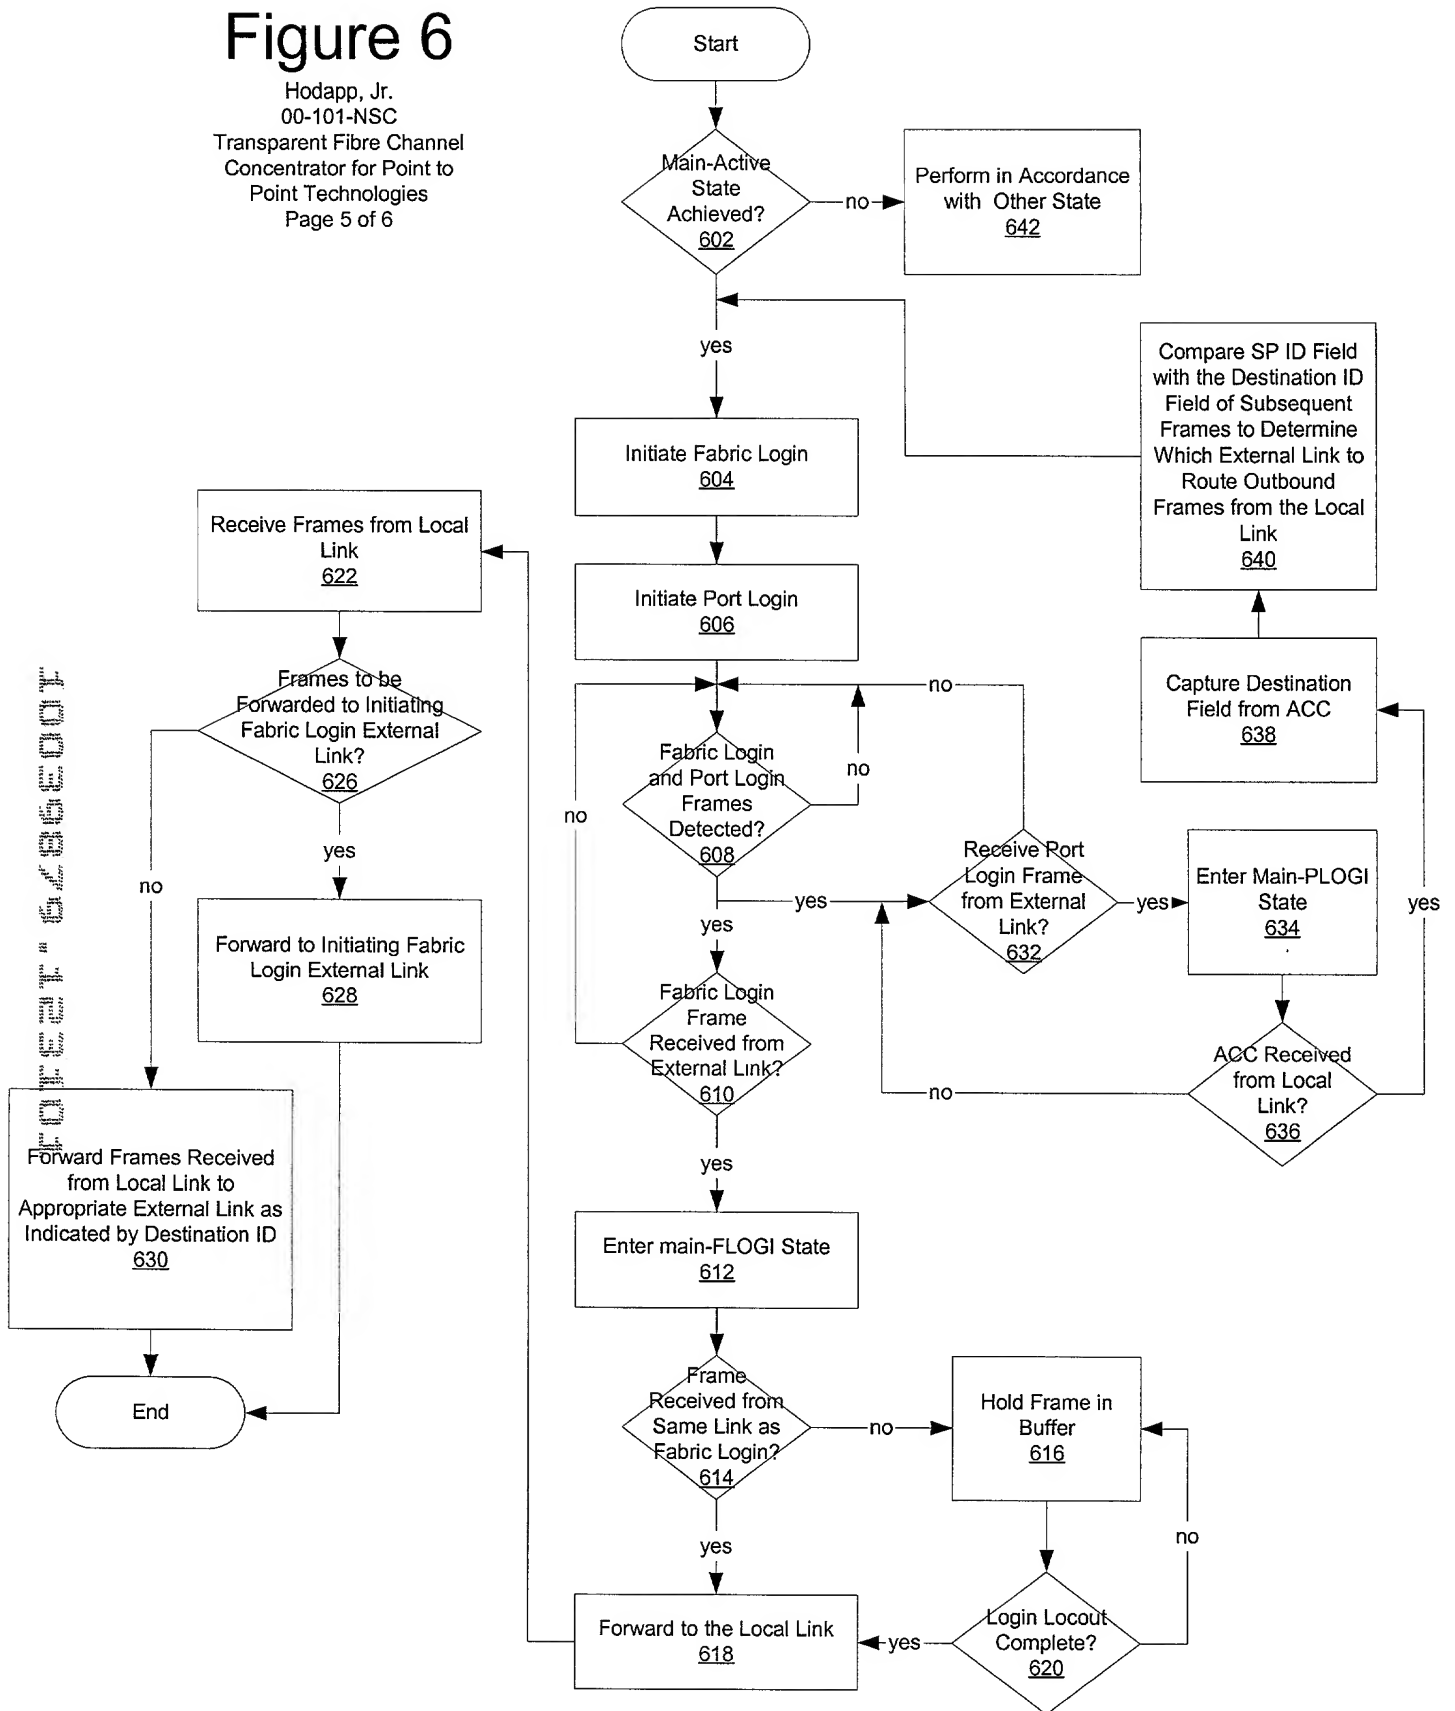 Figure 6
Hodapp, Jr.
00-101-NSC
Transparent Fibre Channel
Concentrator for Point to
Point Technologies
Page 5 of 6
Start
Main-Active
State
Achieved?
602
no
Perform in Accordance
with Other State
642
yes
Initiate Fabric Login
604
Compare SP ID Field
with the Destination ID
Field of Subsequent
Frames to Determine
Which External Link to
Route Outbound
Frames from the Local
Link
640
Receive Frames from Local
Link
622
Initiate Port Login
606
Frames to be
Forwarded to Initiating
Fabric Login External
Link?
626
no
Capture Destination
Field from ACC
638
Fabric Login
and Port Login
Frames
Detected?
608
no
no
yes
no
Receive Port
Login Frame
from External
Link?
632
yes
yes
Enter Main-PLOGI
State
634
yes
Forward to Initiating Fabric
Login External Link
628
yes
Fabric Login
Frame
Received from
External Link?
610
ACC Received
from Local
Link?
636
no
Forward Frames Received
from Local Link to
Appropriate External Link as
Indicated by Destination ID
630
yes
Enter main-FLOGI State
612
End
Frame
Received from
Same Link as
Fabric Login?
614
no
Hold Frame in
Buffer
616
yes
no
Forward to the Local Link
618
yes
Login Locout
Complete?
620
10036879.123101